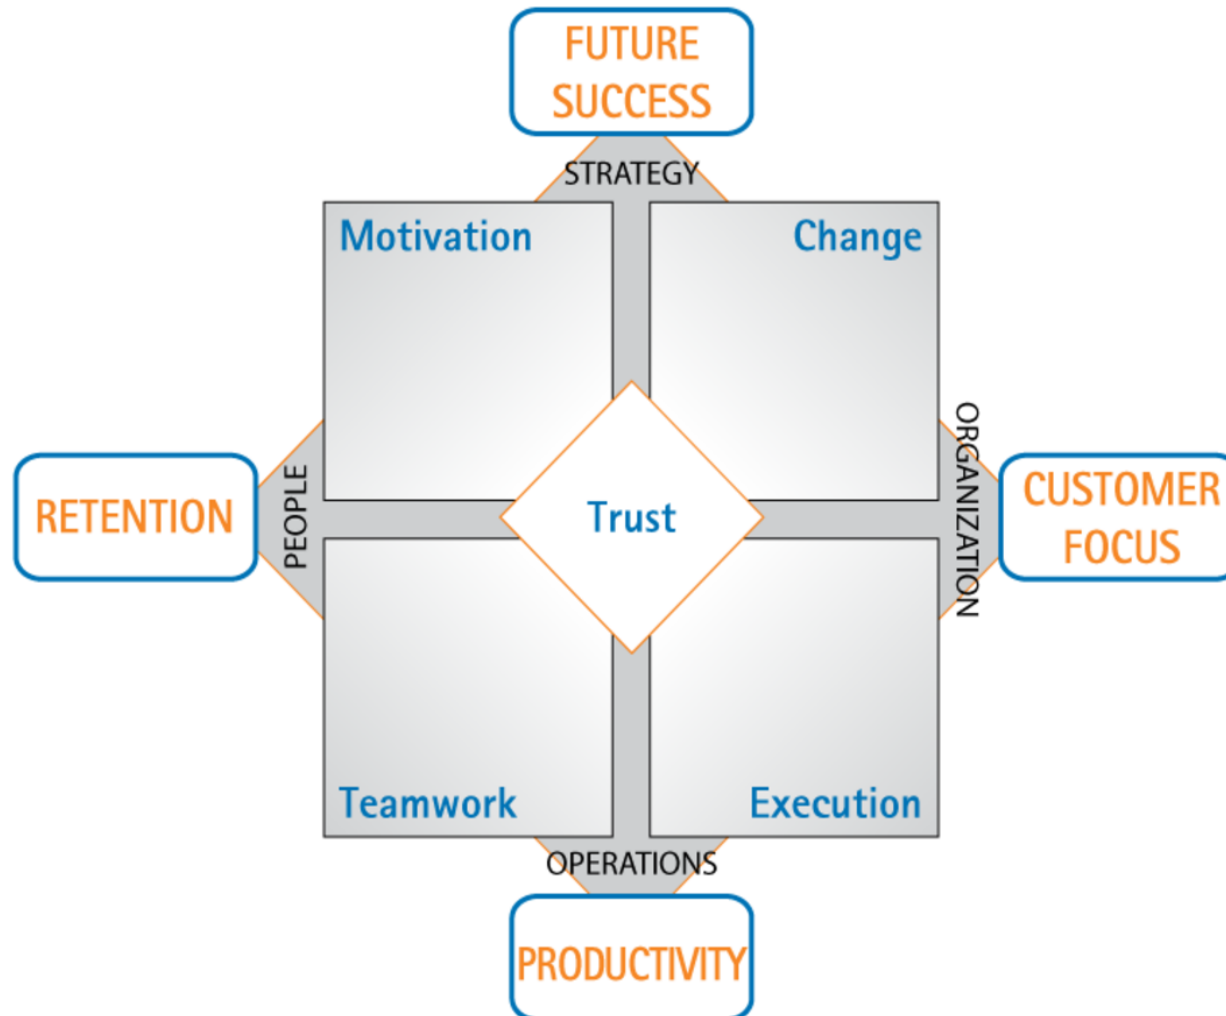 FUTURE
SUCCESS
STRATEGY
Motivation
Change
RETENTION
PEOPLE
Trust
ORGANIZATION
CUSTOMER
FOCUS
Teamwork
Execution
OPERATIONS
PRODUCTIVITY